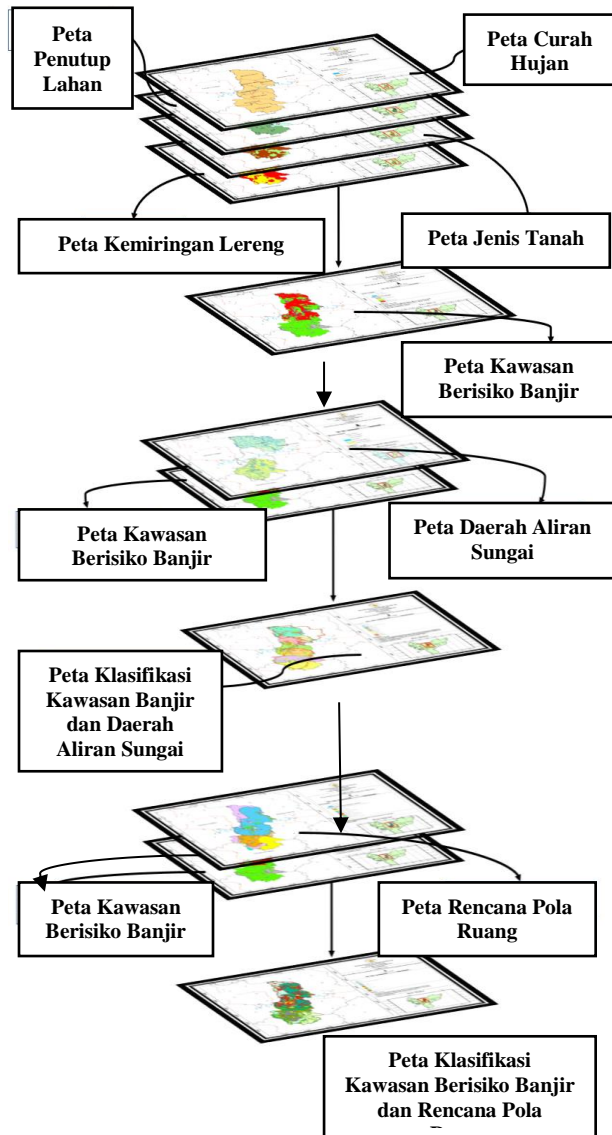 Peta
Penutup
Lahan
Peta Curah
Hujan
Peta Kemiringan Lereng
Peta Jenis Tanah
Peta Kawasan
Berisiko Banjir
Peta Kawasan
Berisiko Banjir
Peta Daerah Aliran
Sungai
Peta Klasifikasi
Kawasan Banjir
dan Daerah
Aliran Sungai
Peta Kawasan
Berisiko Banjir
Peta Rencana Pola
Ruang
Peta Klasifikasi
Kawasan Berisiko Banjir
dan Rencana Pola